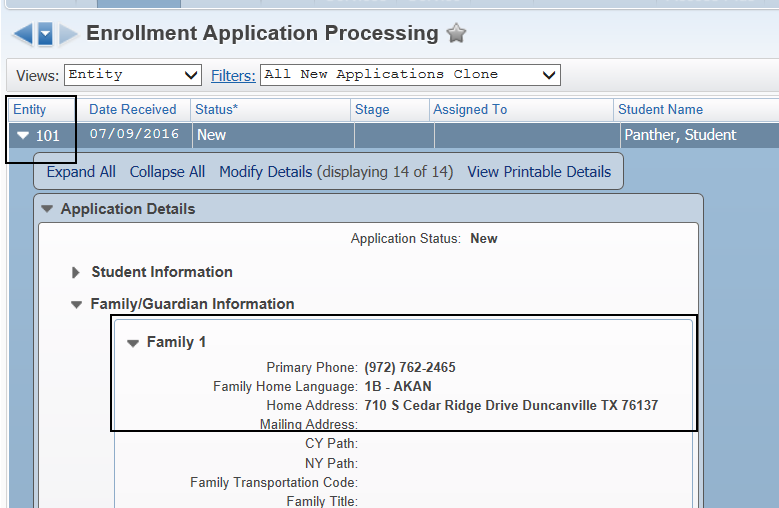 Enrollment Application Processing
Views: Entity Filters: All New Applications Clone
Entity Date Received Status* Stage Assigned To Student Name
101 07/09/2016 New Panther, Student
Expand All Collapse All Modify Details (displaying 14 of 14) View Printable Details
Application Details
Application Status: New
Student Information
Family/Guardian Information
Family 1
Primary Phone: (972) 762-2465
Family Home Language: 1B - AKAN
Home Address: 710 S Cedar Ridge Drive Duncanville TX 76137
Mailing Address:
CY Path:
NY Path:
Family Transportation Code:
Family Title: